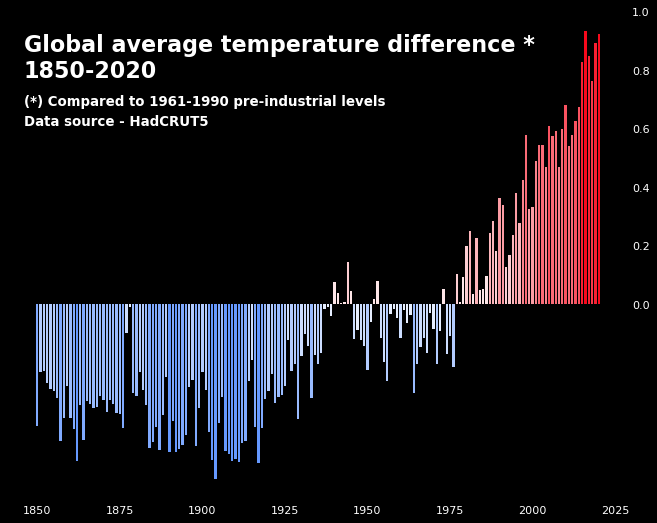 Global average temperature difference *
1850-2020
(*) Compared to 1961-1990 pre-industrial levels
Data source - HadCRUT5
1.0
0.8
0.6
0.4
0.2
0.0
1850 1875 1900 1925 1950 1975 2000 2025